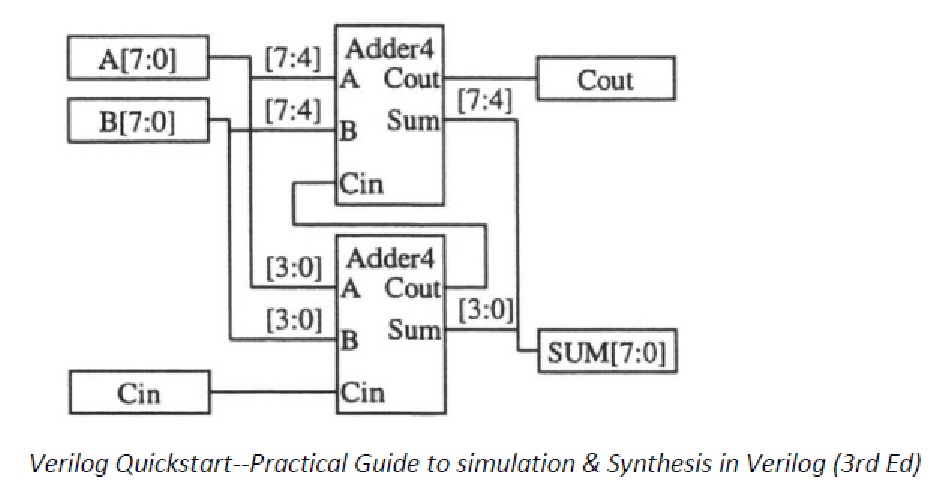 A[7:0]
B[7:0]
[7:4]
[7:4]
Adder4
A Cout
B Sum
Cin
Cout
[7:4]
[3:0]
[3:0]
Adder4
A Cout
B Sum
Cin
[3:0]
SUM[7:0]
Cin
Verilog Quickstart--Practical Guide to simulation & Synthesis in Verilog (3rd Ed)